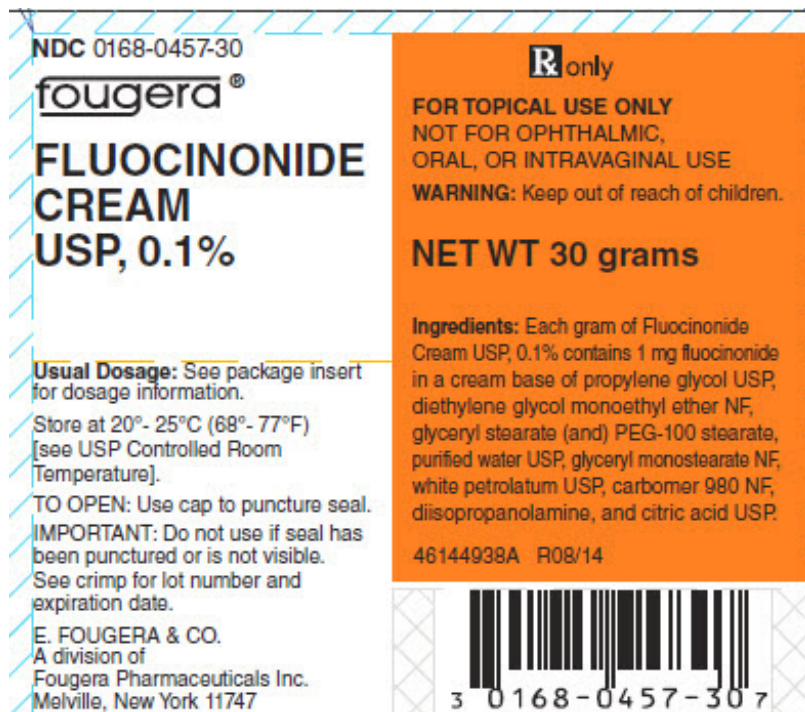 NDC 0168-0457-30
fougera®
FLUOCINONIDE
CREAM
USP, 0.1%
Usual Dosage: See package insert
for dosage information.
Store at 20°- 25°C (68°- 77°F)
[see USP Controlled Room
Temperature].
TO OPEN: Use cap to puncture seal.
IMPORTANT: Do not use if seal has
been punctured or is not visible.
See crimp for lot number and
expiration date.
E. FOUGERA & CO.
A division of
Fougera Pharmaceuticals Inc.
Melville, New York 11747
Rx only
FOR TOPICAL USE ONLY
NOT FOR OPHTHALMIC,
ORAL, OR INTRAVAGINAL USE
WARNING: Keep out of reach of children.
NET WT 30 grams
Ingredients: Each gram of Fluocinonide
Cream USP, 0.1% contains 1 mg fluocinonide
in a cream base of propylene glycol USP,
diethylene glycol monoethyl ether NF,
glyceryl stearate (and) PEG-100 stearate,
purified water USP, glyceryl monostearate NF,
white petrolatum USP, carbomer 980 NF,
diisopropanolamine, and citric acid USP.
46144938A R08/14
3 0168-0457-30 7